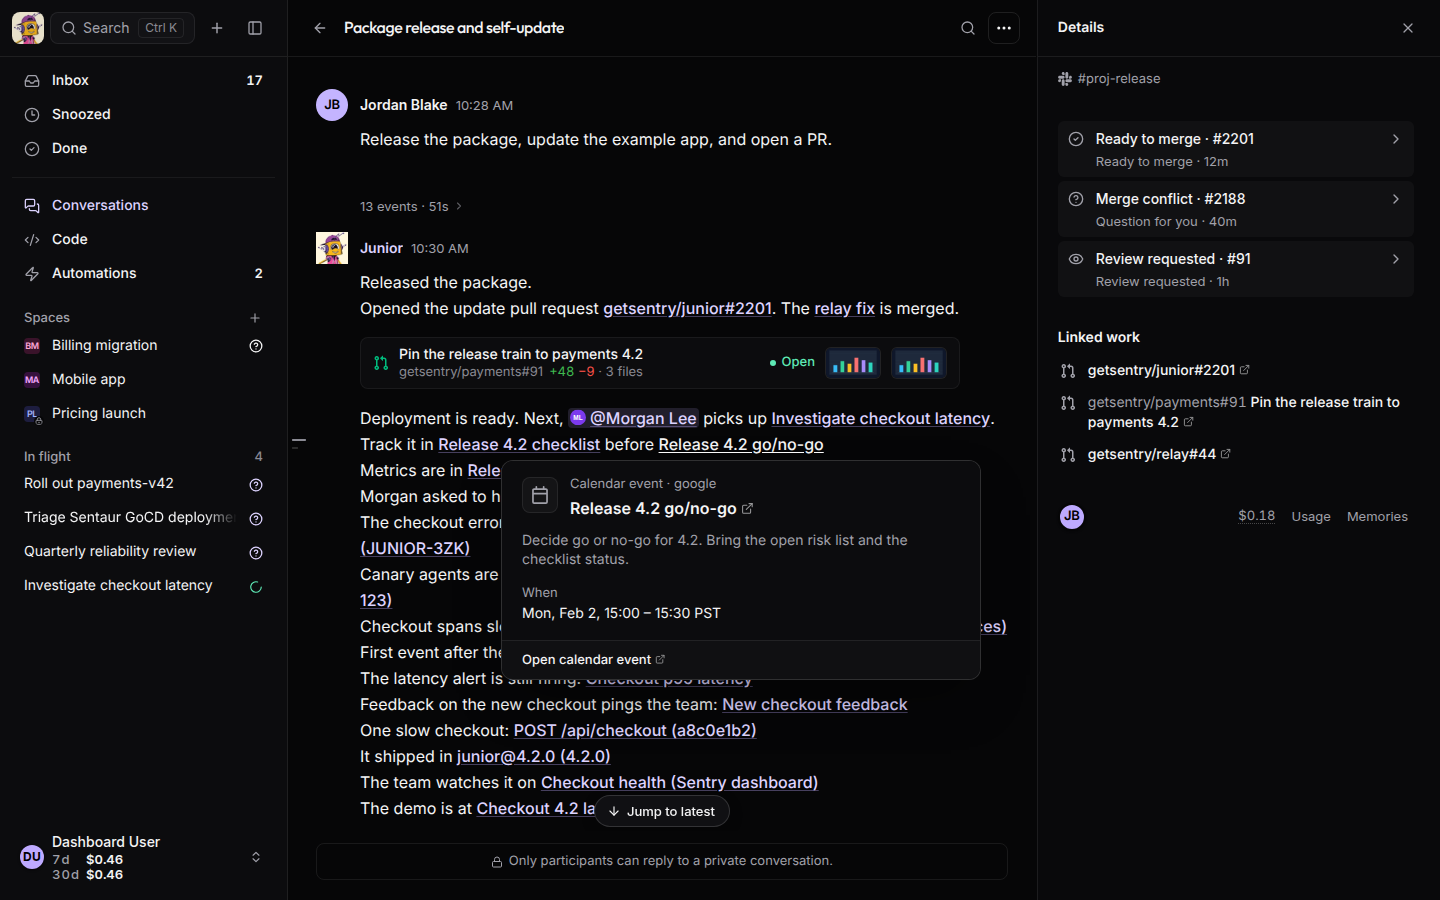 Search Ctrl K
Inbox 17
Snoozed
Done
Conversations
Code
Automations 2
Spaces
BM Billing migration
MA Mobile app
PL Pricing launch
In flight 4
Roll out payments-v42
Triage Sentaur GoCD deployme
Quarterly reliability review
Investigate checkout latency
DU Dashboard User
7d $0.46
30d $0.46
Package release and self-update
JB Jordan Blake 10:28 AM
Release the package, update the example app, and open a PR.
13 events · 51s
Junior 10:30 AM
Released the package.
Opened the update pull request getsentry/junior#2201. The relay fix is merged.
Pin the release train to payments 4.2
getsentry/payments#91 +48 −9 · 3 files
Open
Deployment is ready. Next, ML @Morgan Lee picks up Investigate checkout latency.
Track it in Release 4.2 checklist before Release 4.2 go/no-go
Metrics are in Rele
Morgan asked to h
The checkout error
(JUNIOR-3ZK)
Canary agents are
123)
Checkout spans slo ces)
First event after the
The latency alert is still firing: Checkout p95 latency
Feedback on the new checkout pings the team: New checkout feedback
One slow checkout: POST /api/checkout (a8c0e1b2)
It shipped in junior@4.2.0 (4.2.0)
The team watches it on Checkout health (Sentry dashboard)
The demo is at Checkout 4.2 la
Calendar event · google
Release 4.2 go/no-go
Decide go or no-go for 4.2. Bring the open risk list and the
checklist status.
When
Mon, Feb 2, 15:00 – 15:30 PST
Open calendar event
Jump to latest
Only participants can reply to a private conversation.
Details
#proj-release
Ready to merge · #2201
Ready to merge · 12m
Merge conflict · #2188
Question for you · 40m
Review requested · #91
Review requested · 1h
Linked work
getsentry/junior#2201
getsentry/payments#91 Pin the release train to
payments 4.2
getsentry/relay#44
JB $0.18 Usage Memories